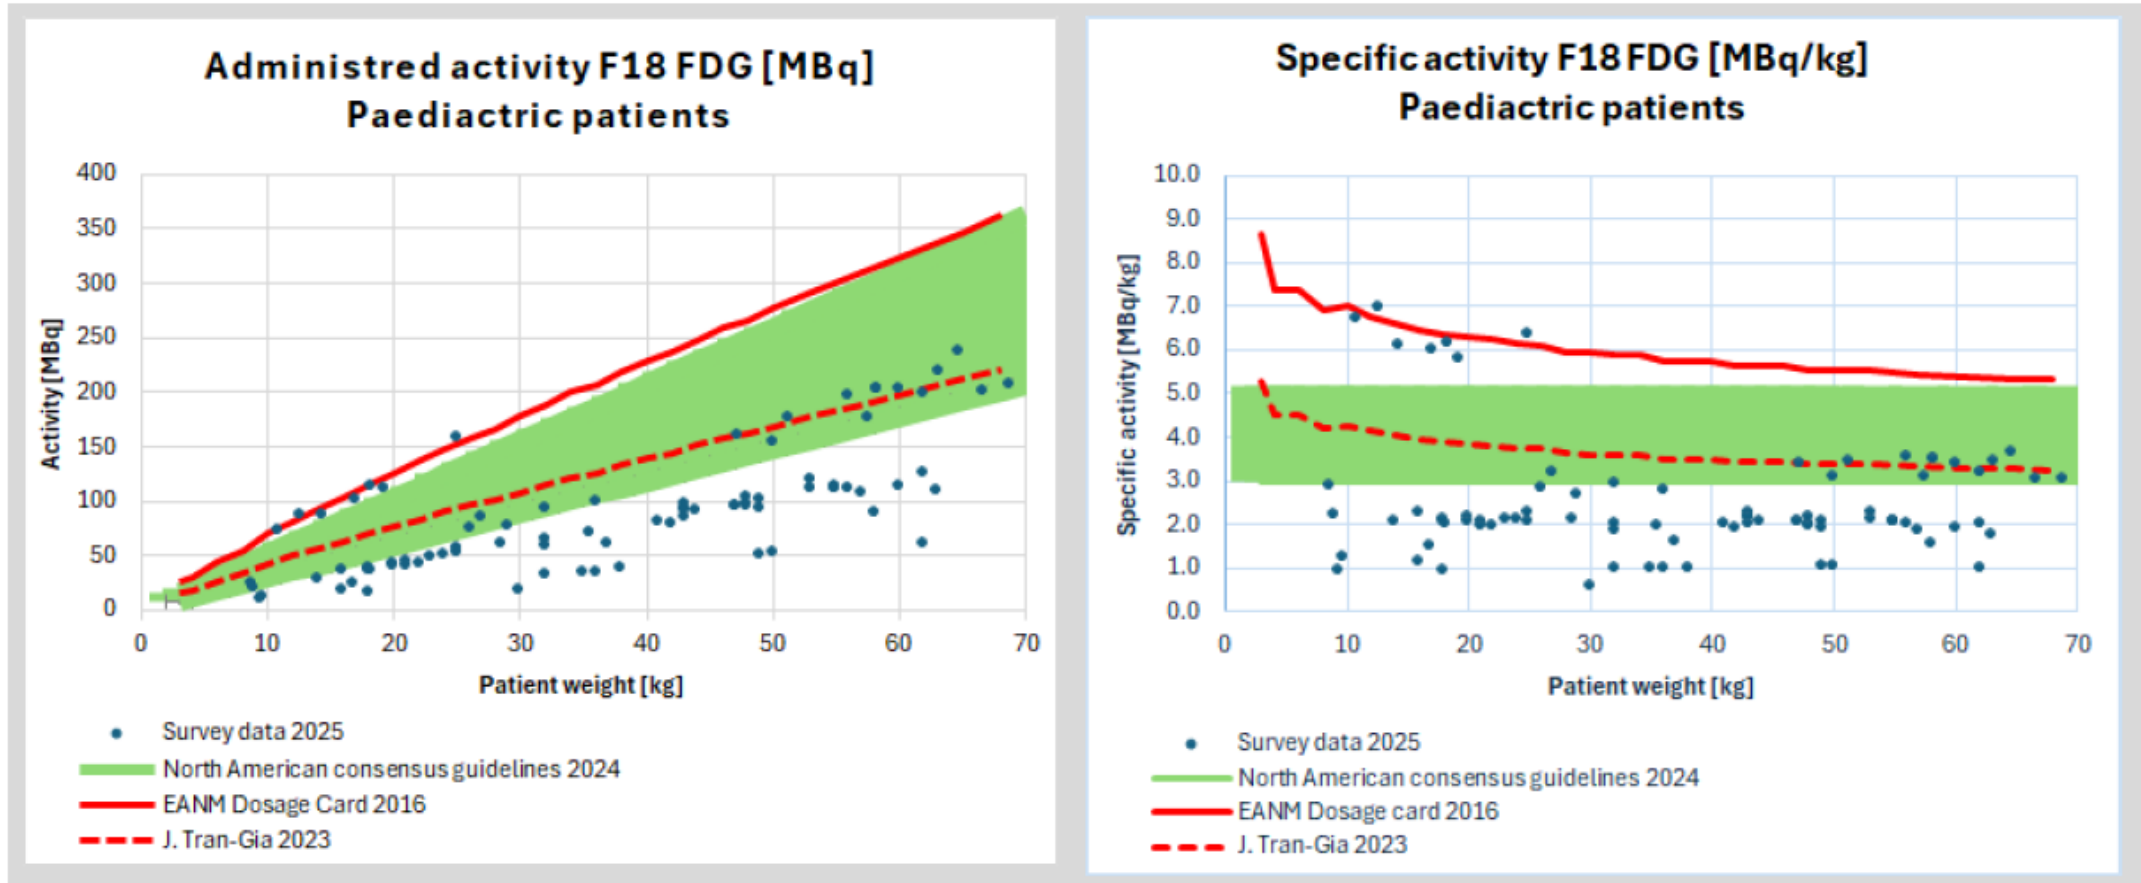 Administred activity F18 FDG [MBq]
Paediactric patients
400
350
300
250
200
150
100
50
0
Activity [MBq]
0 10 20 30 40 50 60 70
Patient weight [kg]
Survey data 2025
North American consensus guidelines 2024
EANM Dosage Card 2016
J. Tran-Gia 2023
Specific activity F18 FDG [MBq/kg]
Paediactric patients
10.0
9.0
8.0
7.0
6.0
5.0
4.0
3.0
2.0
1.0
0.0
Specific activity [MBq/kg]
0 10 20 30 40 50 60 70
Patient weight [kg]
Survey data 2025
North American consensus guidelines 2024
EANM Dosage card 2016
J. Tran-Gia 2023